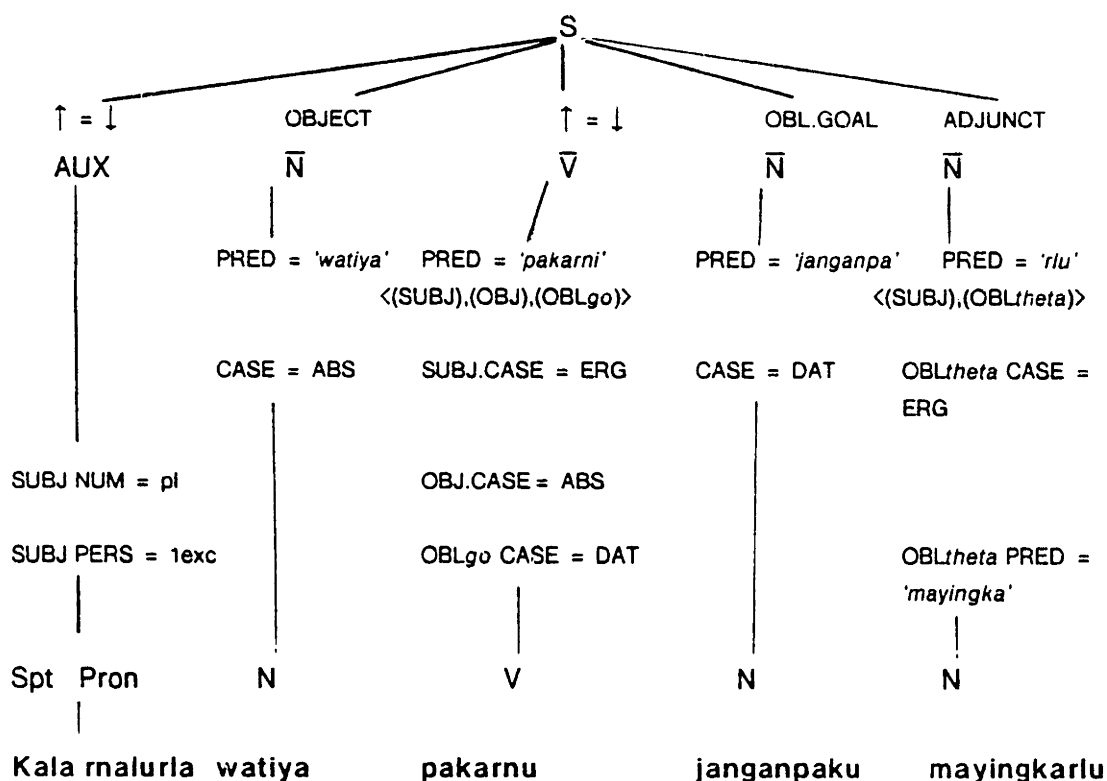 S
↑ = ↓ OBJECT ↑ = ↓ OBL.GOAL ADJUNCT
AUX N̅ V̅ N̅ N̅
PRED = 'watiya' PRED = 'pakarni' PRED = 'janganpa' PRED = 'rlu'
<(SUBJ),(OBJ),(OBLgo)> <(SUBJ),(OBLtheta)>
CASE = ABS SUBJ.CASE = ERG CASE = DAT OBLtheta CASE =
ERG
SUBJ NUM = pl OBJ.CASE = ABS
SUBJ PERS = 1exc OBLgo CASE = DAT OBLtheta PRED =
'mayingka'
Spt Pron N V N N
Kala rnalurla watiya pakarnu janganpaku mayingkarlu